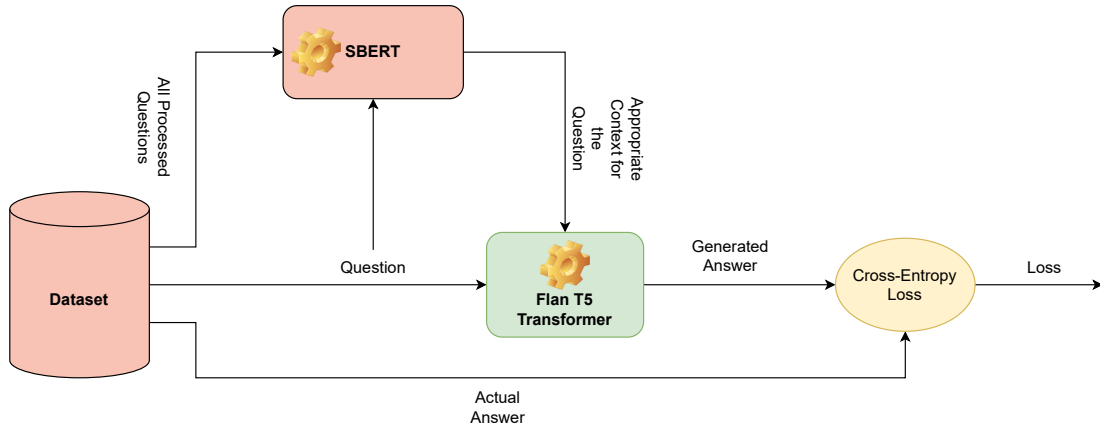 SBERT
All Processed
Questions
Appropriate
Context for
the
Question
Dataset
Question
Flan T5
Transformer
Generated
Answer
Cross-Entropy
Loss
Loss
Actual
Answer